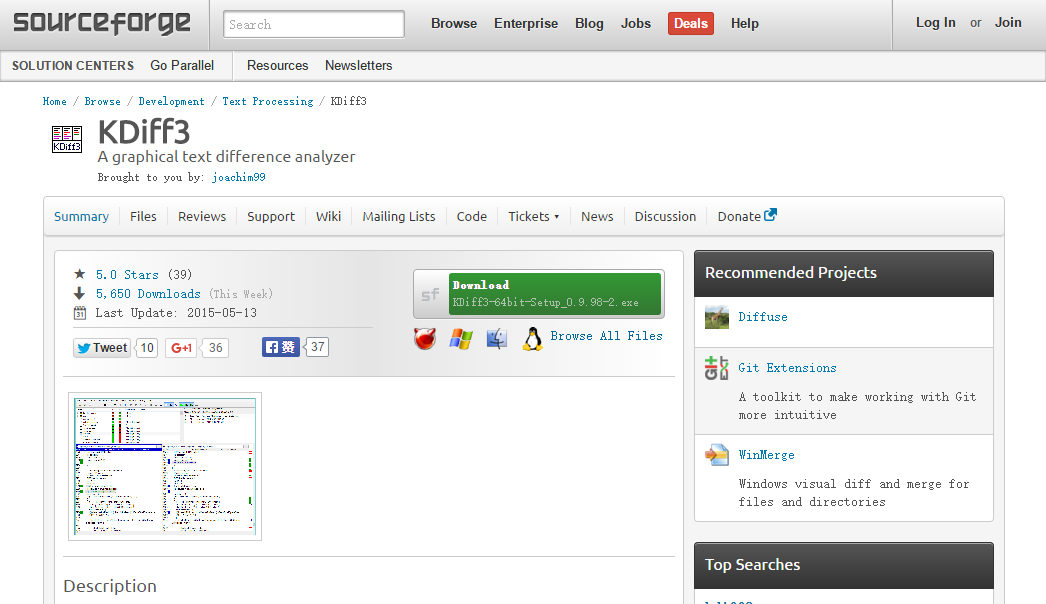 sourceforge
Search
Browse Enterprise Blog Jobs Deals Help
Log In or Join
SOLUTION CENTERS Go Parallel Resources Newsletters
Home / Browse / Development / Text Processing / KDiff3
KDiff3
KDiff3
A graphical text difference analyzer
Brought to you by: joachim99
Summary Files Reviews Support Wiki Mailing Lists Code Tickets News Discussion Donate
5.0 Stars (39)
5,650 Downloads (This Week)
31 Last Update: 2015-05-13
Tweet 10 g+1 36 赞 37
sf Download
KDiff3-64bit-Setup_0.9.98-2.exe
Browse All Files
Description
Recommended Projects
Diffuse
Git Extensions
A toolkit to make working with Git
more intuitive
WinMerge
Windows visual diff and merge for
files and directories
Top Searches